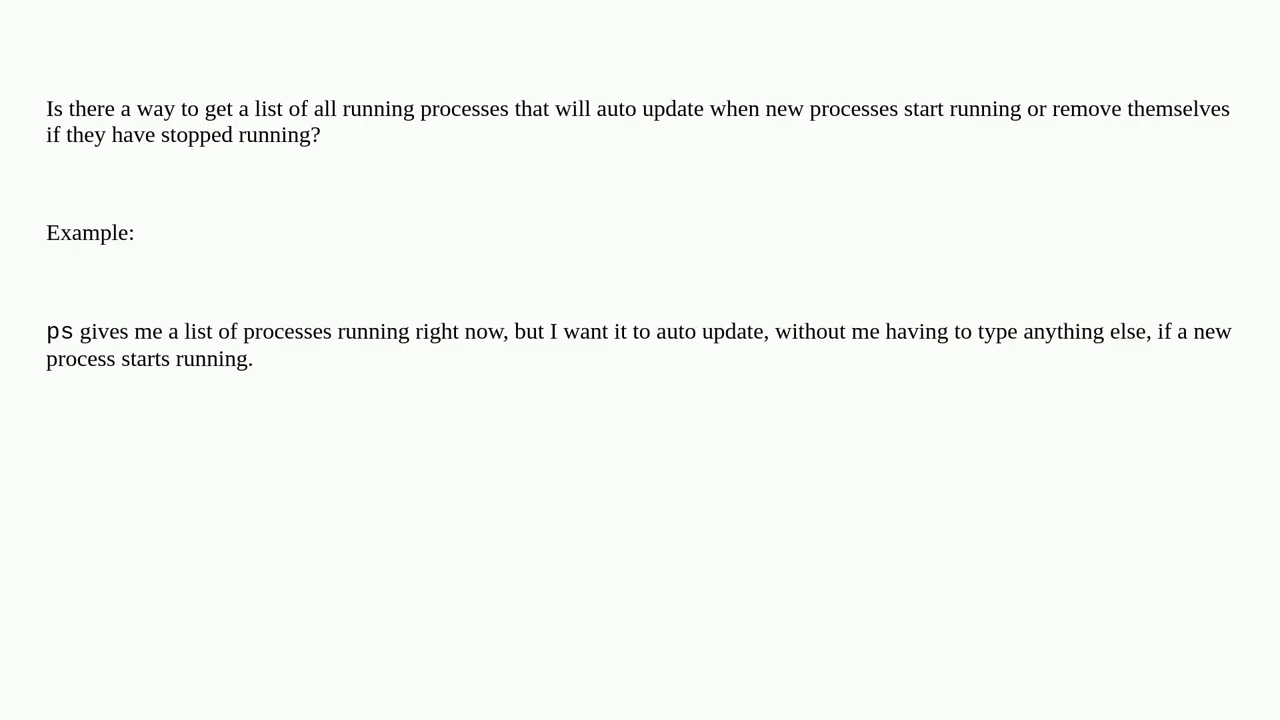 Is there a way to get a list of all running processes that will auto update when new processes start running or remove themselves
if they have stopped running?
Example:
ps gives me a list of processes running right now, but I want it to auto update, without me having to type anything else, if a new
process starts running.